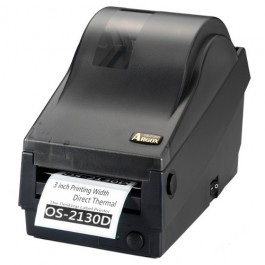 ARGOX
3 inch Printing Width
Direct Thermal
OS-2130D